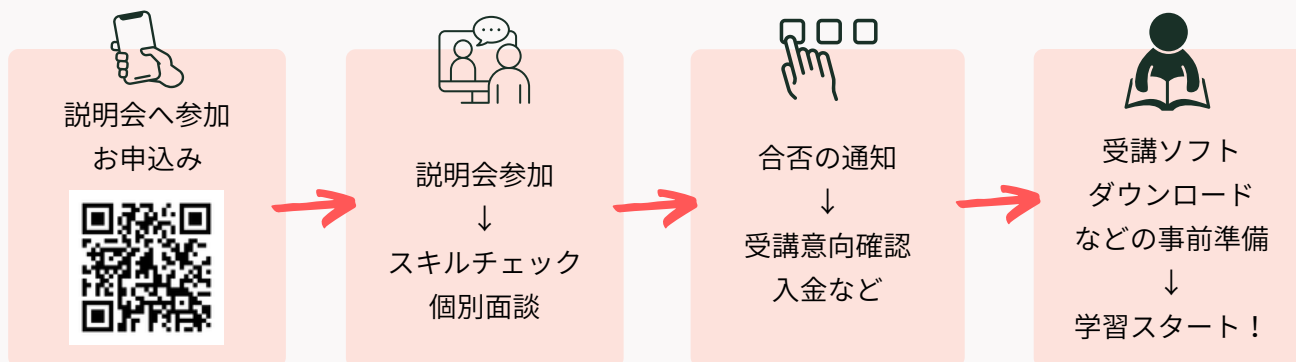 説明会へ参加
お申込み
説明会参加
↓
スキルチェック
個別面談
合否の通知
↓
受講意向確認
入金など
受講ソフト
ダウンロード
などの事前準備
↓
学習スタート！